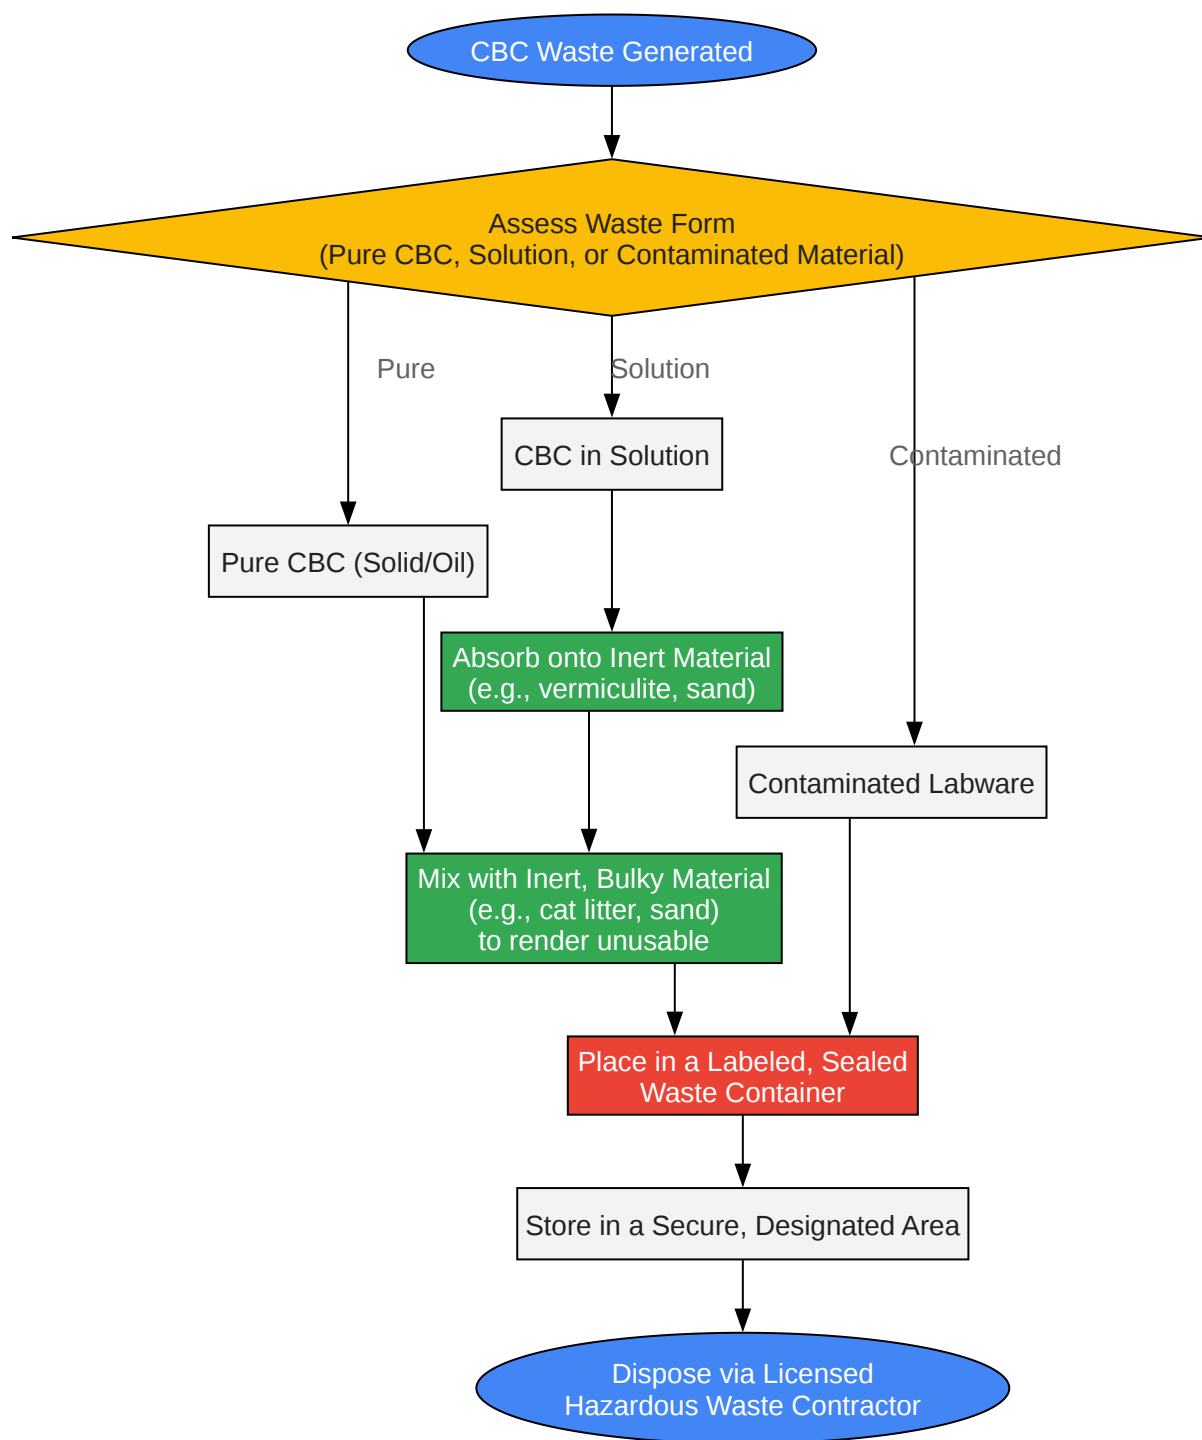 CBC Waste Generated
Assess Waste Form
(Pure CBC, Solution, or Contaminated Material)
Pure
Solution
Contaminated
CBC in Solution
Pure CBC (Solid/Oil)
Absorb onto Inert Material
(e.g., vermiculite, sand)
Contaminated Labware
Mix with Inert, Bulky Material
(e.g., cat litter, sand)
to render unusable
Place in a Labeled, Sealed
Waste Container
Store in a Secure, Designated Area
Dispose via Licensed
Hazardous Waste Contractor